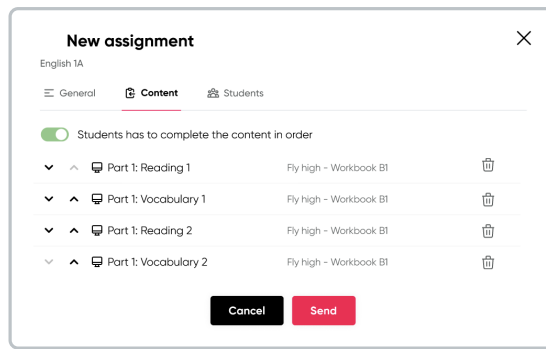 New assignment
English 1A
General Content Students
Students has to complete the content in order
Part 1: Reading 1 Fly high - Workbook B1
Part 1: Vocabulary 1 Fly high - Workbook B1
Part 1: Reading 2 Fly high - Workbook B1
Part 1: Vocabulary 2 Fly high - Workbook B1
Cancel Send